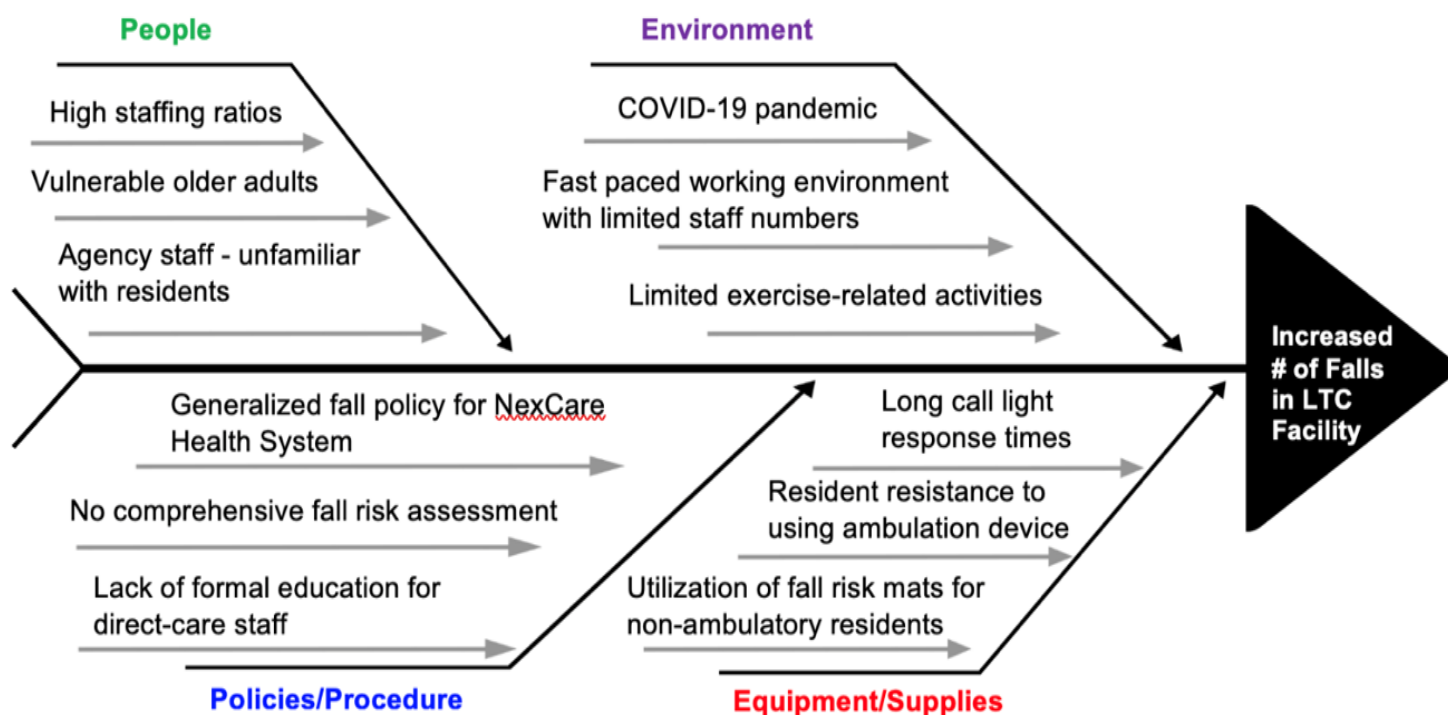 People
High staffing ratios
Vulnerable older adults
Agency staff - unfamiliar
with residents
Environment
COVID-19 pandemic
Fast paced working environment
with limited staff numbers
Limited exercise-related activities
Increased
# of Falls
in LTC
Facility
Generalized fall policy for NexCare
Health System
No comprehensive fall risk assessment
Lack of formal education for
direct-care staff
Policies/Procedure
Long call light
response times
Resident resistance to
using ambulation device
Utilization of fall risk mats for
non-ambulatory residents
Equipment/Supplies